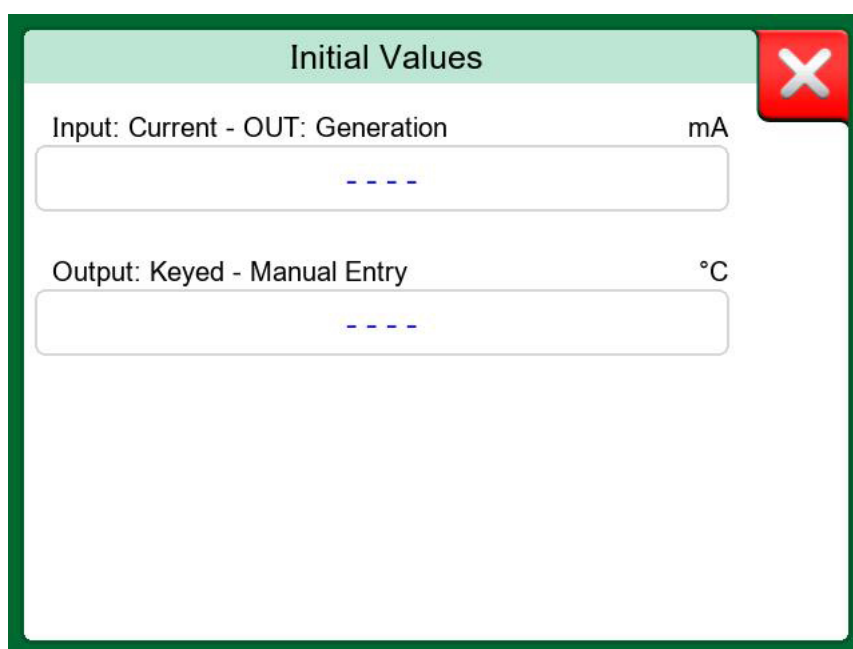 Initial Values
Input: Current - OUT: Generation mA
- - - -
Output: Keyed - Manual Entry °C
- - - -